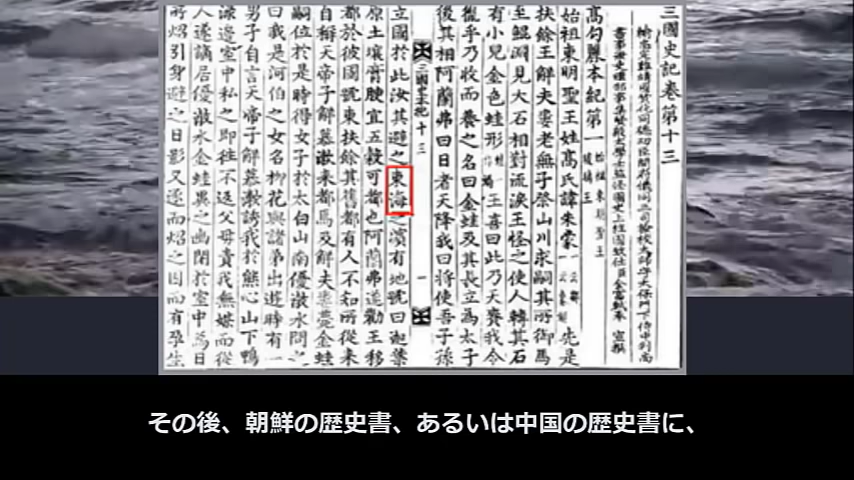 三國史記卷第十三
高句麗本紀第一
始祖東明聖王姓高氏諱朱蒙 先是
扶餘王解夫婁老無子祭山川求嗣其所御馬
至鯤淵見大石相對流淚王恠之使人轉其石
有小兒金色蛙形 王喜曰此乃天賚我令
胤乎乃收而養之名曰金蛙及其長立為太子
後其相阿蘭弗曰日者天降我曰將使吾子孫
三國史本紀十三 一
立國於此汝其避之東海之濱有地號曰迦葉
原土壤膏腴宜五穀可都也阿蘭弗遂勸王移
都於彼國號東扶餘其舊都有人不知所從來
自稱天帝子解慕漱來都焉及解夫婁薨金蛙
嗣位於是時得女子於太白山南優渤水問之
曰我是河伯之女名柳花與諸弟出遊時有一
男子自言天帝子解慕漱誘我於熊心山下鴨
淥邊室中私之即往不返父母責我無媒而從
人遂謫居優渤水金蛙異之幽閉於室中為日
所炤引身避之日影又逐而炤之因而有孕生
その後、朝鮮の歴史書、あるいは中国の歴史書に、